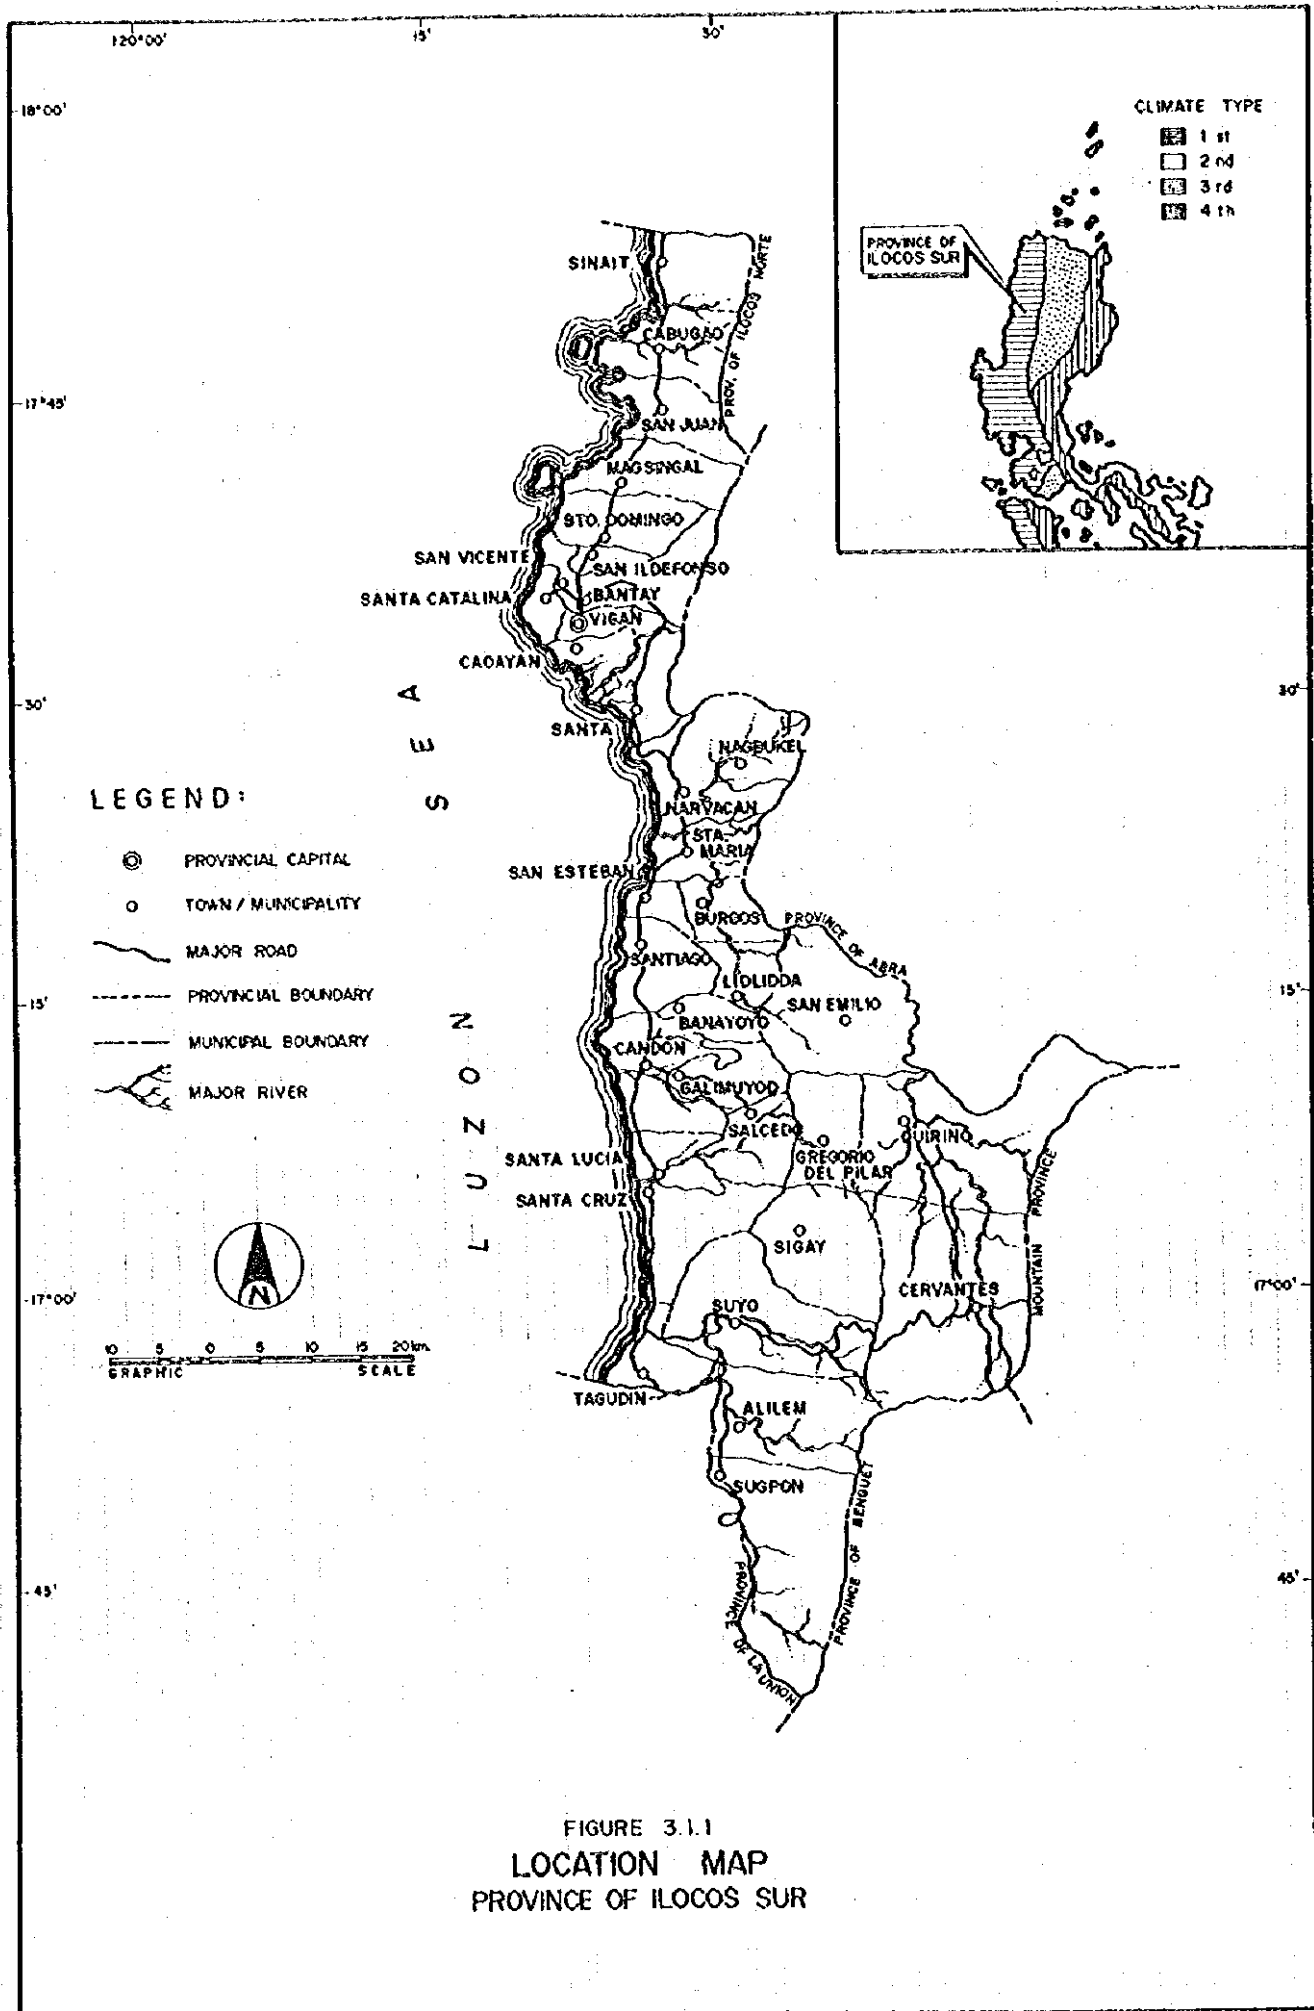 120°00'
15'
30'
18°00'
17°45'
30'
15'
17°00'
45'
30'
15'
17°00'
45'
CLIMATE TYPE
1 st
2 nd
3 rd
4 th
PROVINCE OF
ILOCOS SUR
SINAIT
CABUGAO
PROV. OF ILOCOS NORTE
SAN JUAN
MAGSINGAL
STO. DOMINGO
SAN VICENTE
SAN ILDEFONSO
SANTA CATALINA
BANTAY
VIGAN
CAOAYAN
SANTA
NAGBUKEL
NARVACAN
STA.
MARIA
SAN ESTEBAN
BURGOS
PROVINCE OF ABRA
SANTIAGO
LIDLIDDA
SAN EMILIO
BANAYOYO
CANDON
GALIMUYOD
SALCEDO
QUIRINO
GREGORIO
DEL PILAR
SANTA LUCIA
SANTA CRUZ
SIGAY
MOUNTAIN PROVINCE
CERVANTES
SUYO
TAGUDIN
ALILEM
SUGPON
PROVINCE OF BENGUET
PROVINCE OF LA UNION
LUZON SEA
LEGEND:
PROVINCIAL CAPITAL
TOWN / MUNICIPALITY
MAJOR ROAD
PROVINCIAL BOUNDARY
MUNICIPAL BOUNDARY
MAJOR RIVER
N
10 5 0 5 10 15 20 km.
GRAPHIC SCALE
FIGURE 3.1.1
LOCATION MAP
PROVINCE OF ILOCOS SUR